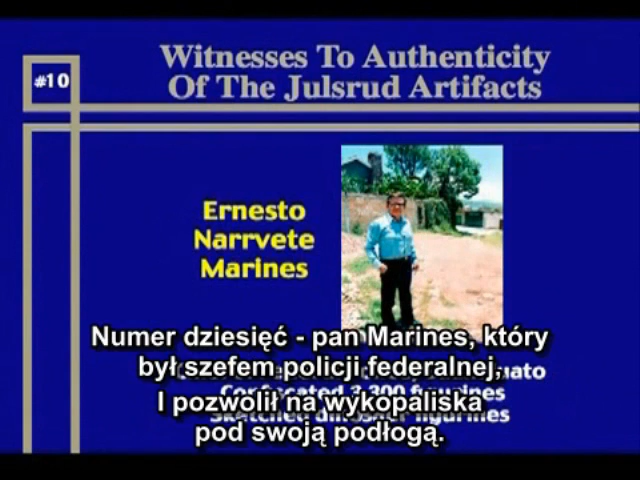 Witnesses To Authenticity
#10
Of The Julsrud Artifacts
Ernesto
Narrvete
Marines
Numer dziesięć - pan Marines, który
był szefem policji federalnej,
I pozwolił na wykopaliska
pod swoją podłogą.